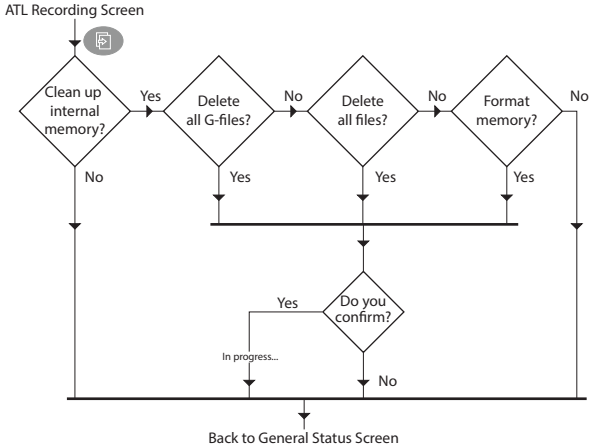 ATL Recording Screen
Clean up
internal
memory?
Yes
Delete
all G-files?
No
Delete
all files?
No
Format
memory?
No
No
Yes
Yes
Yes
Yes
Do you
confirm?
In progress...
No
Back to General Status Screen